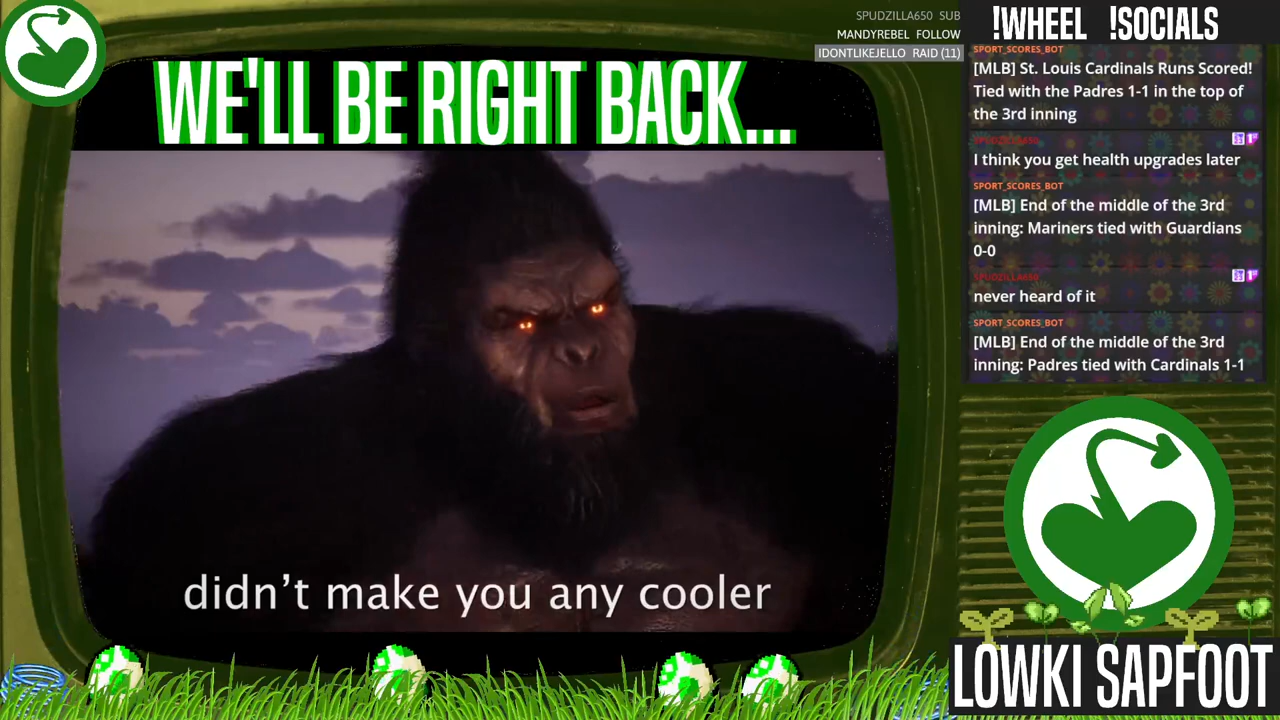 SPUDZILLA650 SUB
MANDYREBEL FOLLOW
IDONTLIKEJELLO RAID (11)
!WHEEL !SOCIALS
WE'LL BE RIGHT BACK...
SPORT_SCORES_BOT
[MLB] St. Louis Cardinals Runs Scored!
Tied with the Padres 1-1 in the top of
the 3rd inning
SPUDZILLA650
I think you get health upgrades later
SPORT_SCORES_BOT
[MLB] End of the middle of the 3rd
inning: Mariners tied with Guardians
0-0
SPUDZILLA650
never heard of it
SPORT_SCORES_BOT
[MLB] End of the middle of the 3rd
inning: Padres tied with Cardinals 1-1
didn't make you any cooler
LOWKI SAPFOOT